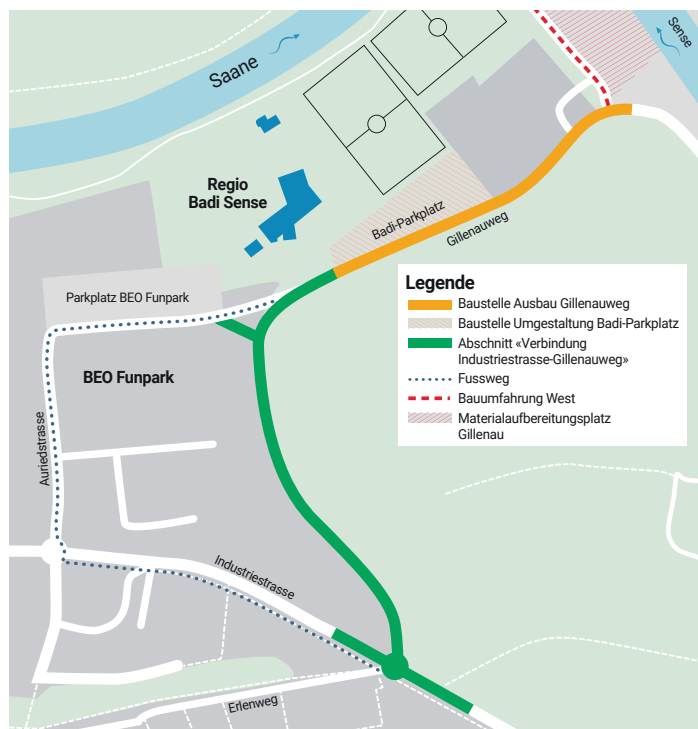 Saane
Sense
Regio
Badi Sense
Badi-Parkplatz
Gillenauweg
Parkplatz BEO Funpark
BEO Funpark
Auriedstrasse
Industriestrasse
Erlenweg
Legende
Baustelle Ausbau Gillenauweg
Baustelle Umgestaltung Badi-Parkplatz
Abschnitt «Verbindung
Industriestrasse-Gillenauweg»
Fussweg
Bauumfahrung West
Materialaufbereitungsplatz
Gillenau